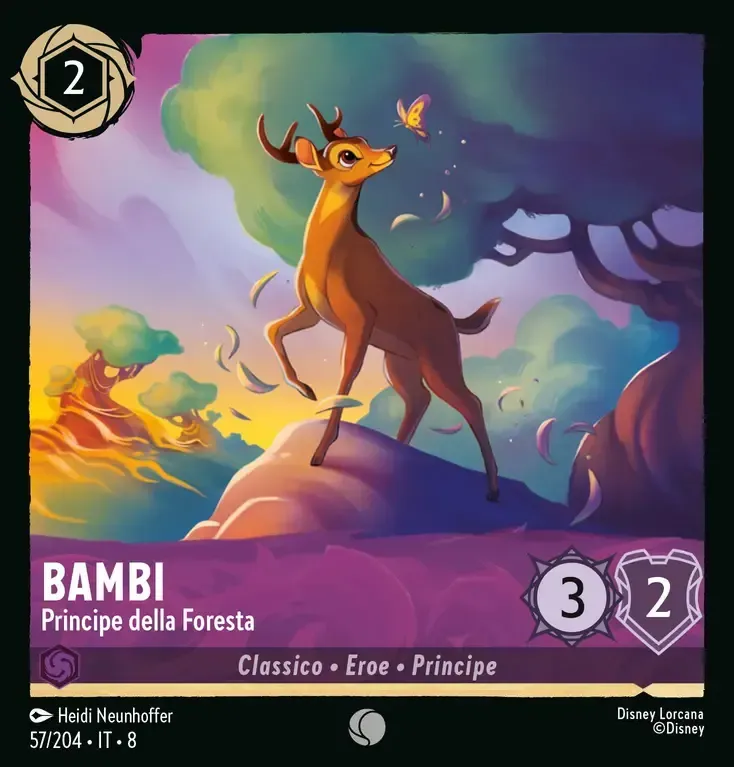 2
BAMBI
Principe della Foresta
3
2
Classico • Eroe • Principe
Heidi Neunhoffer
57/204 • IT • 8
Disney Lorcana
©Disney